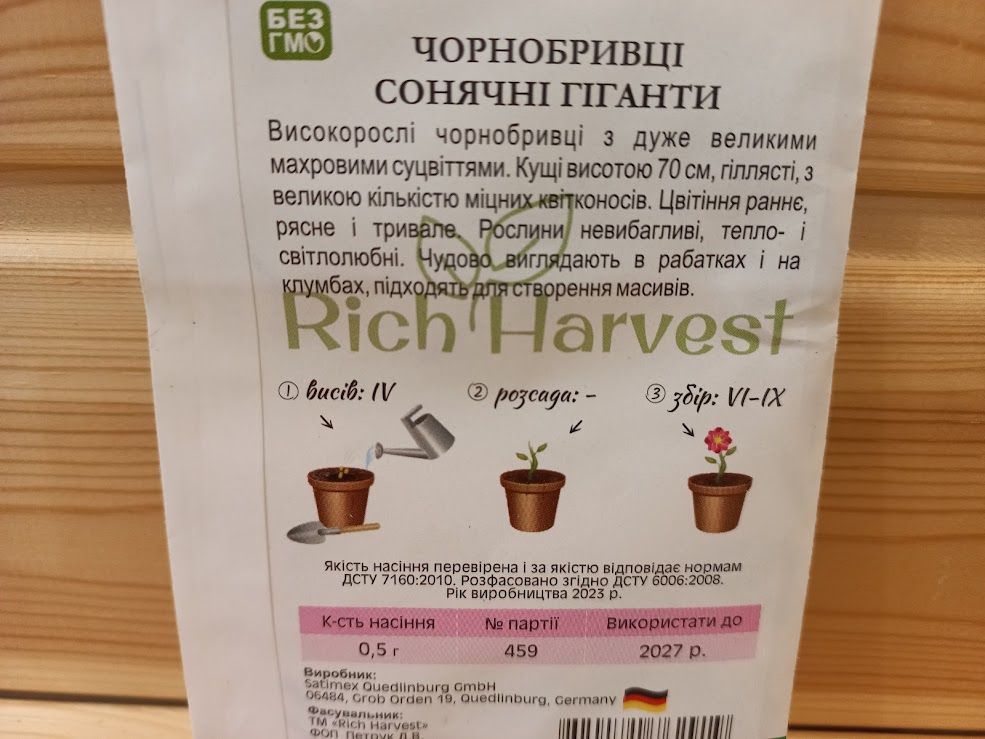 БЕЗ
ГМО
ЧОРНОБРИВЦІ
СОНЯЧНІ ГІГАНТИ
Високорослі чорнобривці з дуже великими
махровими суцвіттями. Кущі висотою 70 см, гіллясті, з
великою кількістю міцних квітконосів. Цвітіння раннє,
рясне і тривале. Рослини невибагливі, тепло- і
світлолюбні. Чудово виглядають в рабатках і на
клумбах, підходять для створення масивів.
Rich Harvest
1 висів: IV
2 розсада: -
3 збір: VI-IX
Якість насіння перевірена і за якістю відповідає нормам
ДСТУ 7160:2010. Розфасовано згідно ДСТУ 6006:2008.
Рік виробництва 2023 р.
К-сть насіння № партії Використати до
0,5 г 459 2027 р.
Виробник:
Satimex Quedlinburg GmbH
06484, Grob Orden 19, Quedlinburg, Germany
Фасувальник:
ТМ «Rich Harvest»
ФОП Петрук Л.В.